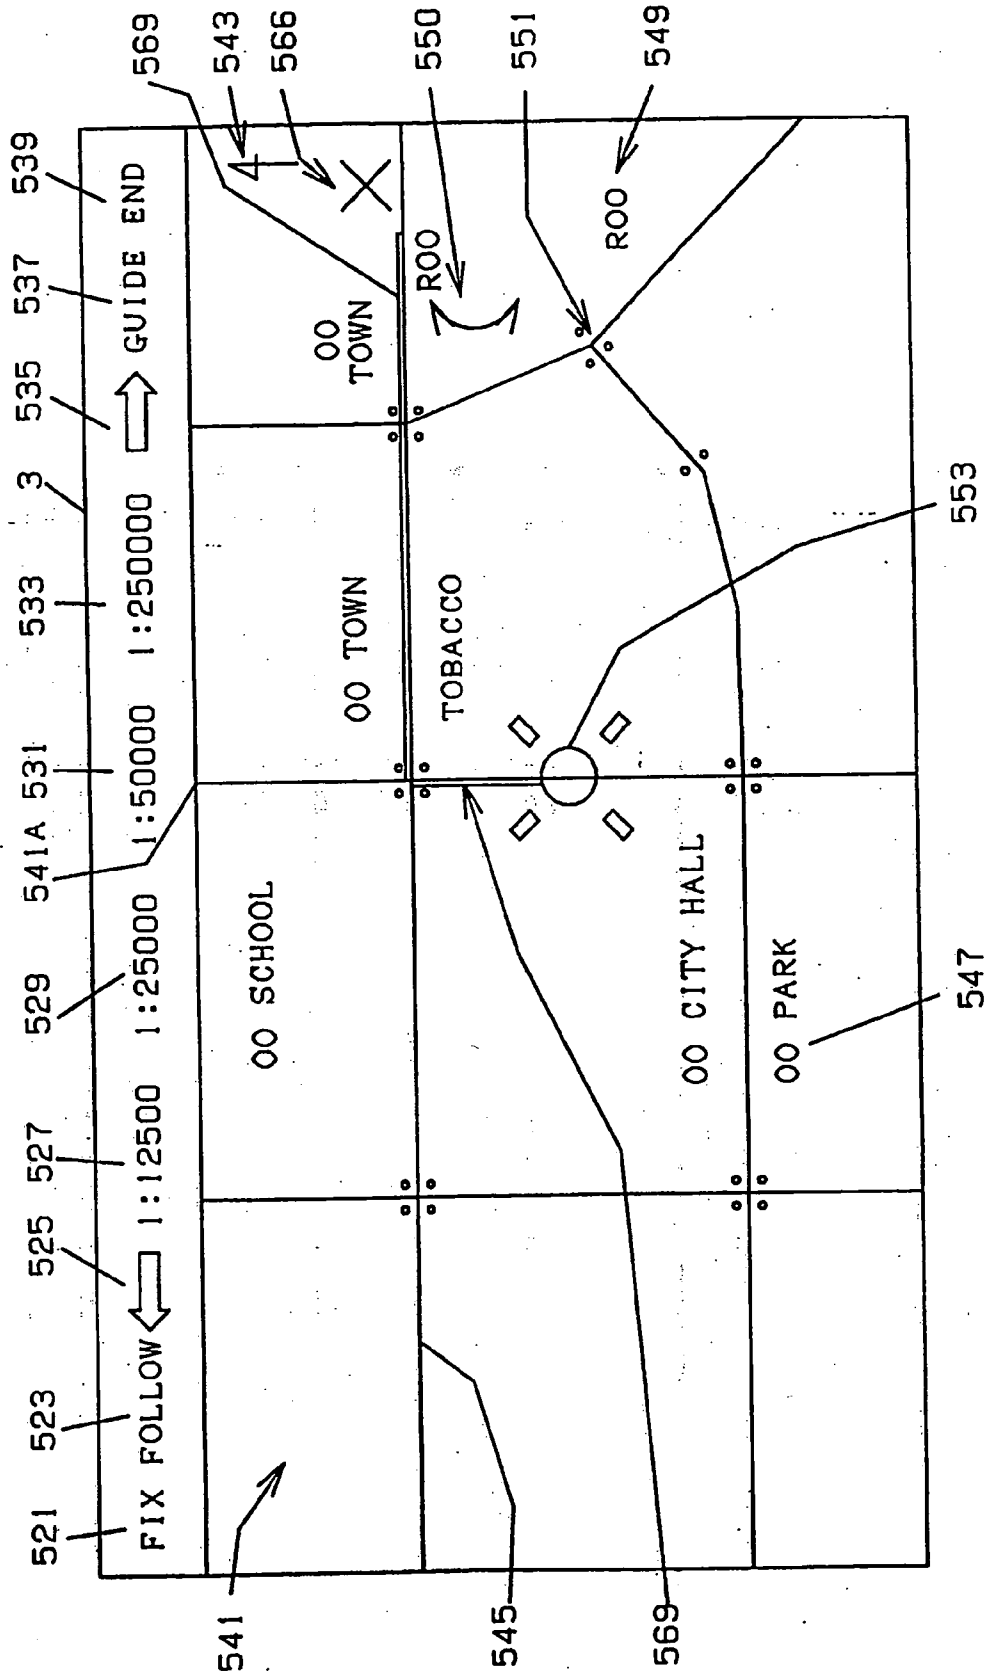 521 523 525 527 529 541A 531 533 3 535 537 539
FIX FOLLOW 1:12500 1:25000 1:50000 1:250000 GUIDE END
569
543
566
550
551
549
541
545
569
553
547
OO SCHOOL
OO TOWN
OO
TOWN
TOBACCO
ROO
ROO
OO CITY HALL
OO PARK